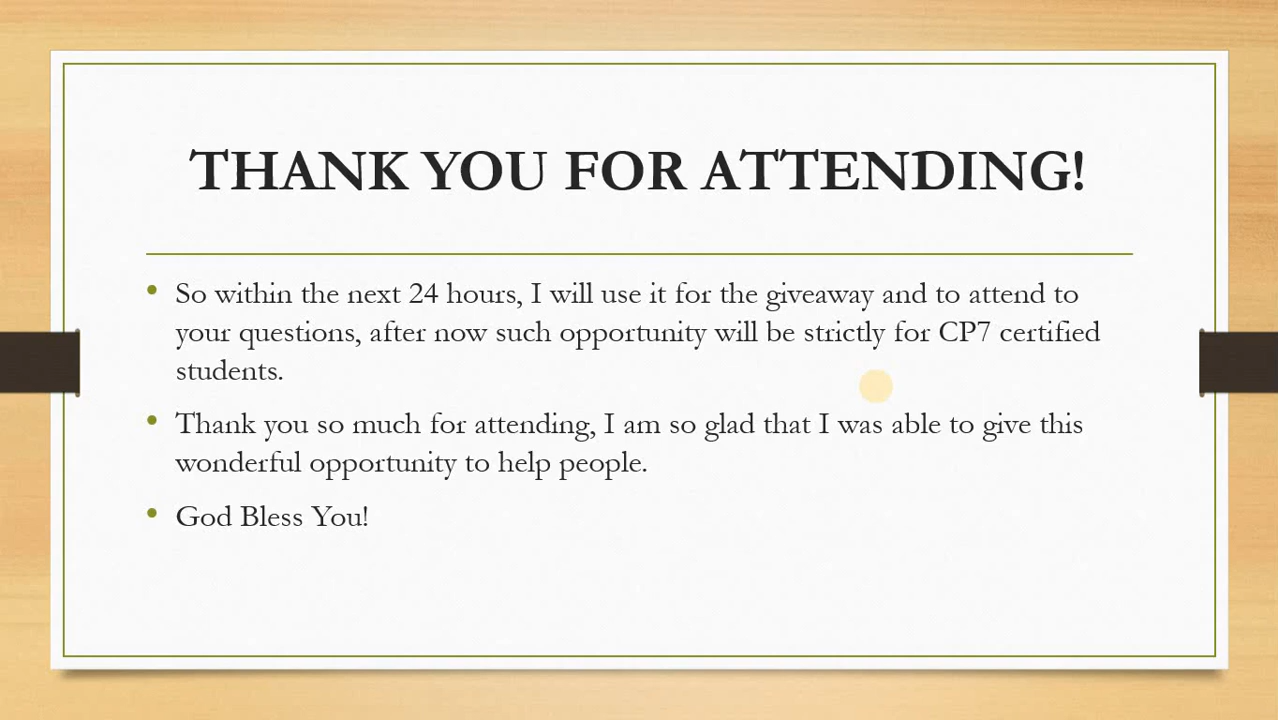 THANK YOU FOR ATTENDING!
• So within the next 24 hours, I will use it for the giveaway and to attend to
your questions, after now such opportunity will be strictly for CP7 certified
students.
• Thank you so much for attending, I am so glad that I was able to give this
wonderful opportunity to help people.
• God Bless You!